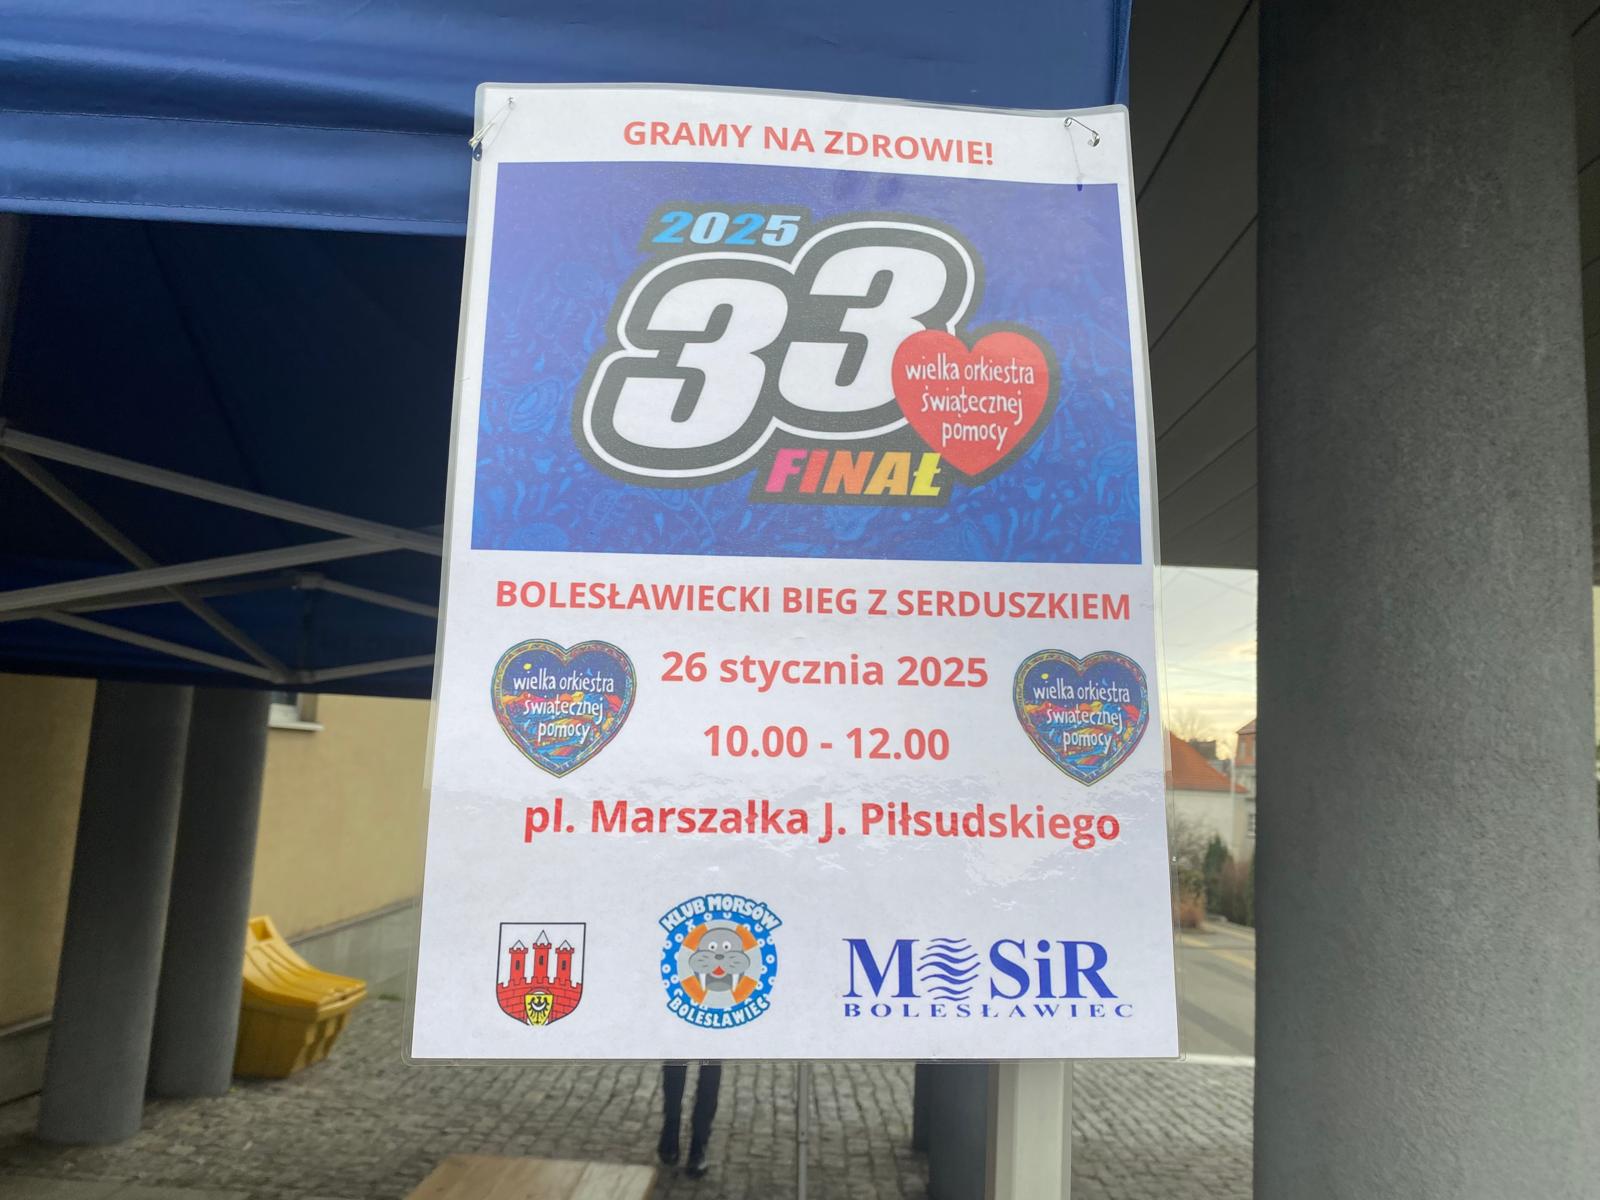 GRAMY NA ZDROWIE!
2025
33
wielka orkiestra
świątecznej
pomocy
FINAŁ
BOLESŁAWIECKI BIEG Z SERDUSZKIEM
wielka orkiestra
świątecznej
pomocy
26 stycznia 2025
10.00 - 12.00
wielka orkiestra
świątecznej
pomocy
pl. Marszałka J. Piłsudskiego
KLUB MORSÓW
BOLESŁAWIEC
MOSiR
BOLESŁAWIEC